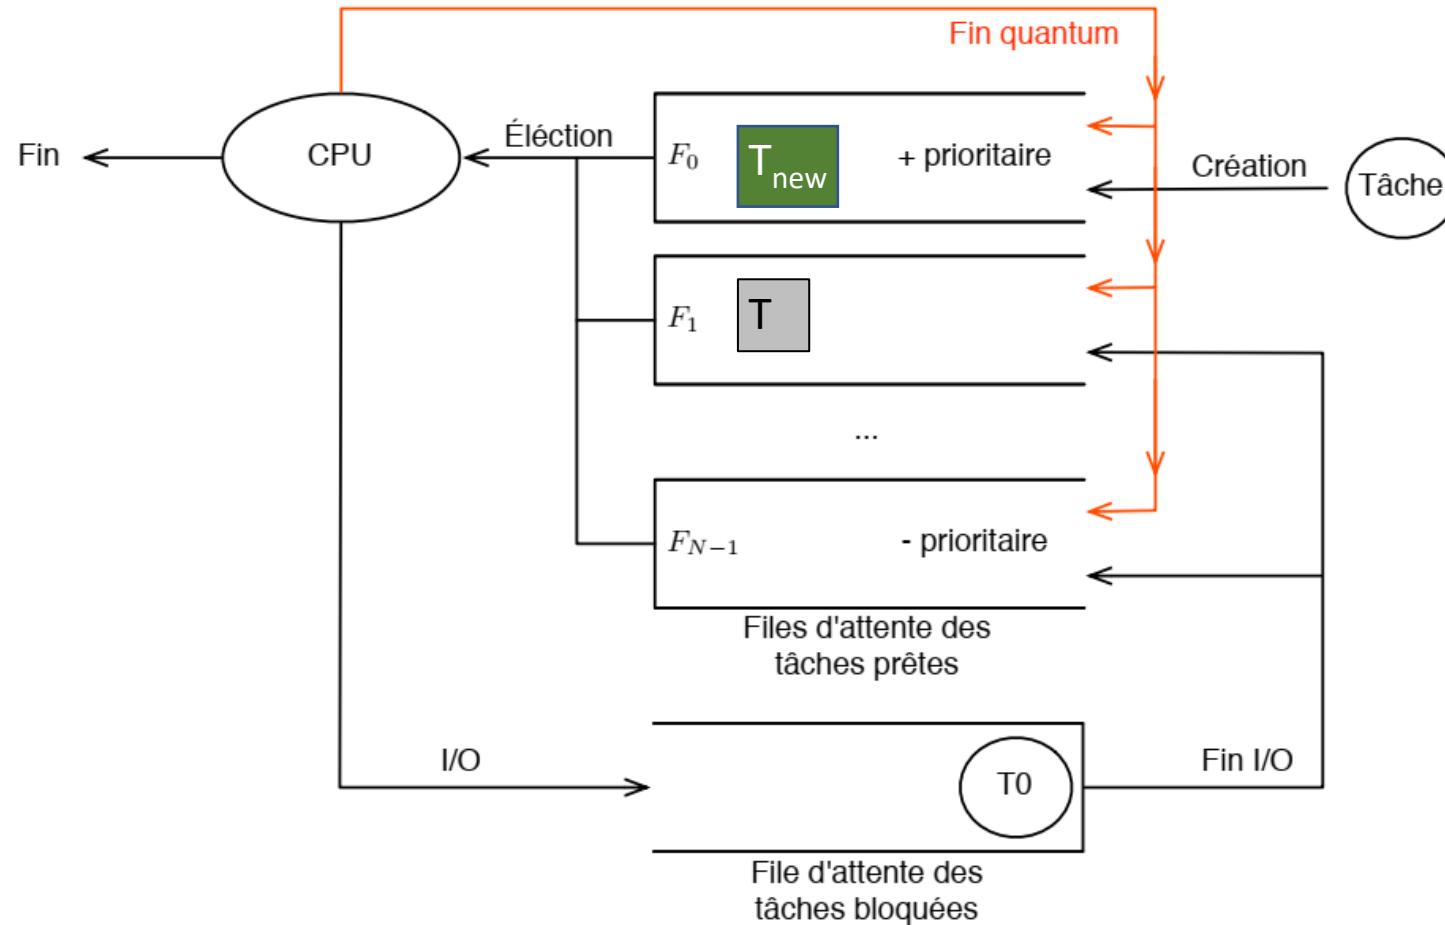 Fin quantum
Fin
CPU
Éléction
F0
Tnew
+ prioritaire
Création
Tâche
F1
T
...
FN−1
- prioritaire
Files d'attente des
tâches prêtes
I/O
T0
Fin I/O
File d'attente des
tâches bloquées